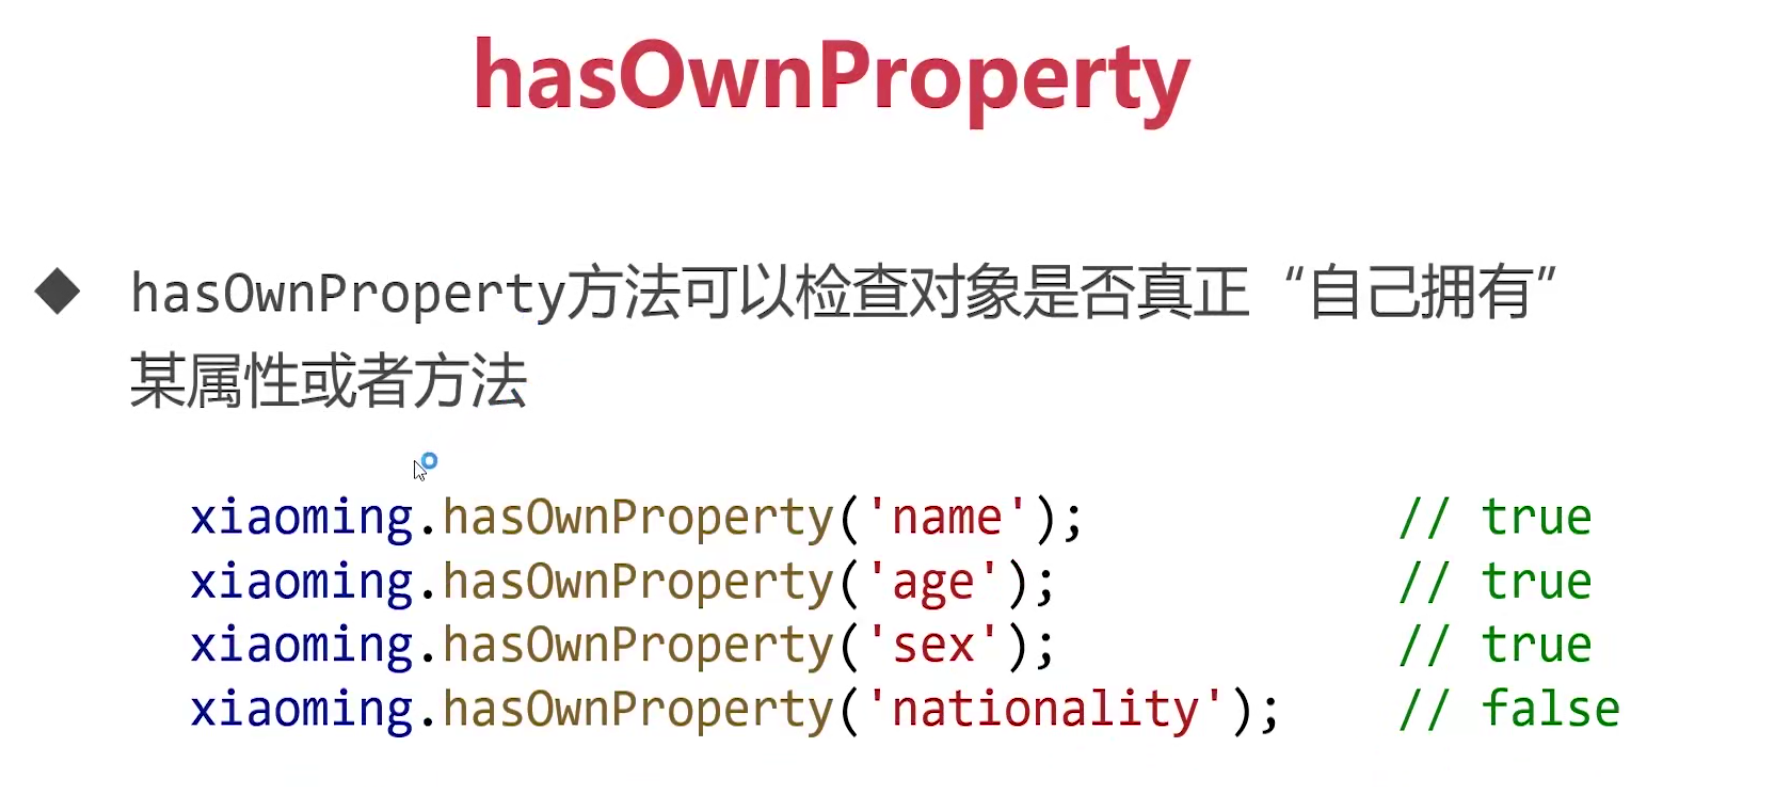 hasOwnProperty
hasOwnProperty方法可以检查对象是否真正“自己拥有”
某属性或者方法
xiaoming.hasOwnProperty('name'); // true
xiaoming.hasOwnProperty('age'); // true
xiaoming.hasOwnProperty('sex'); // true
xiaoming.hasOwnProperty('nationality'); // false